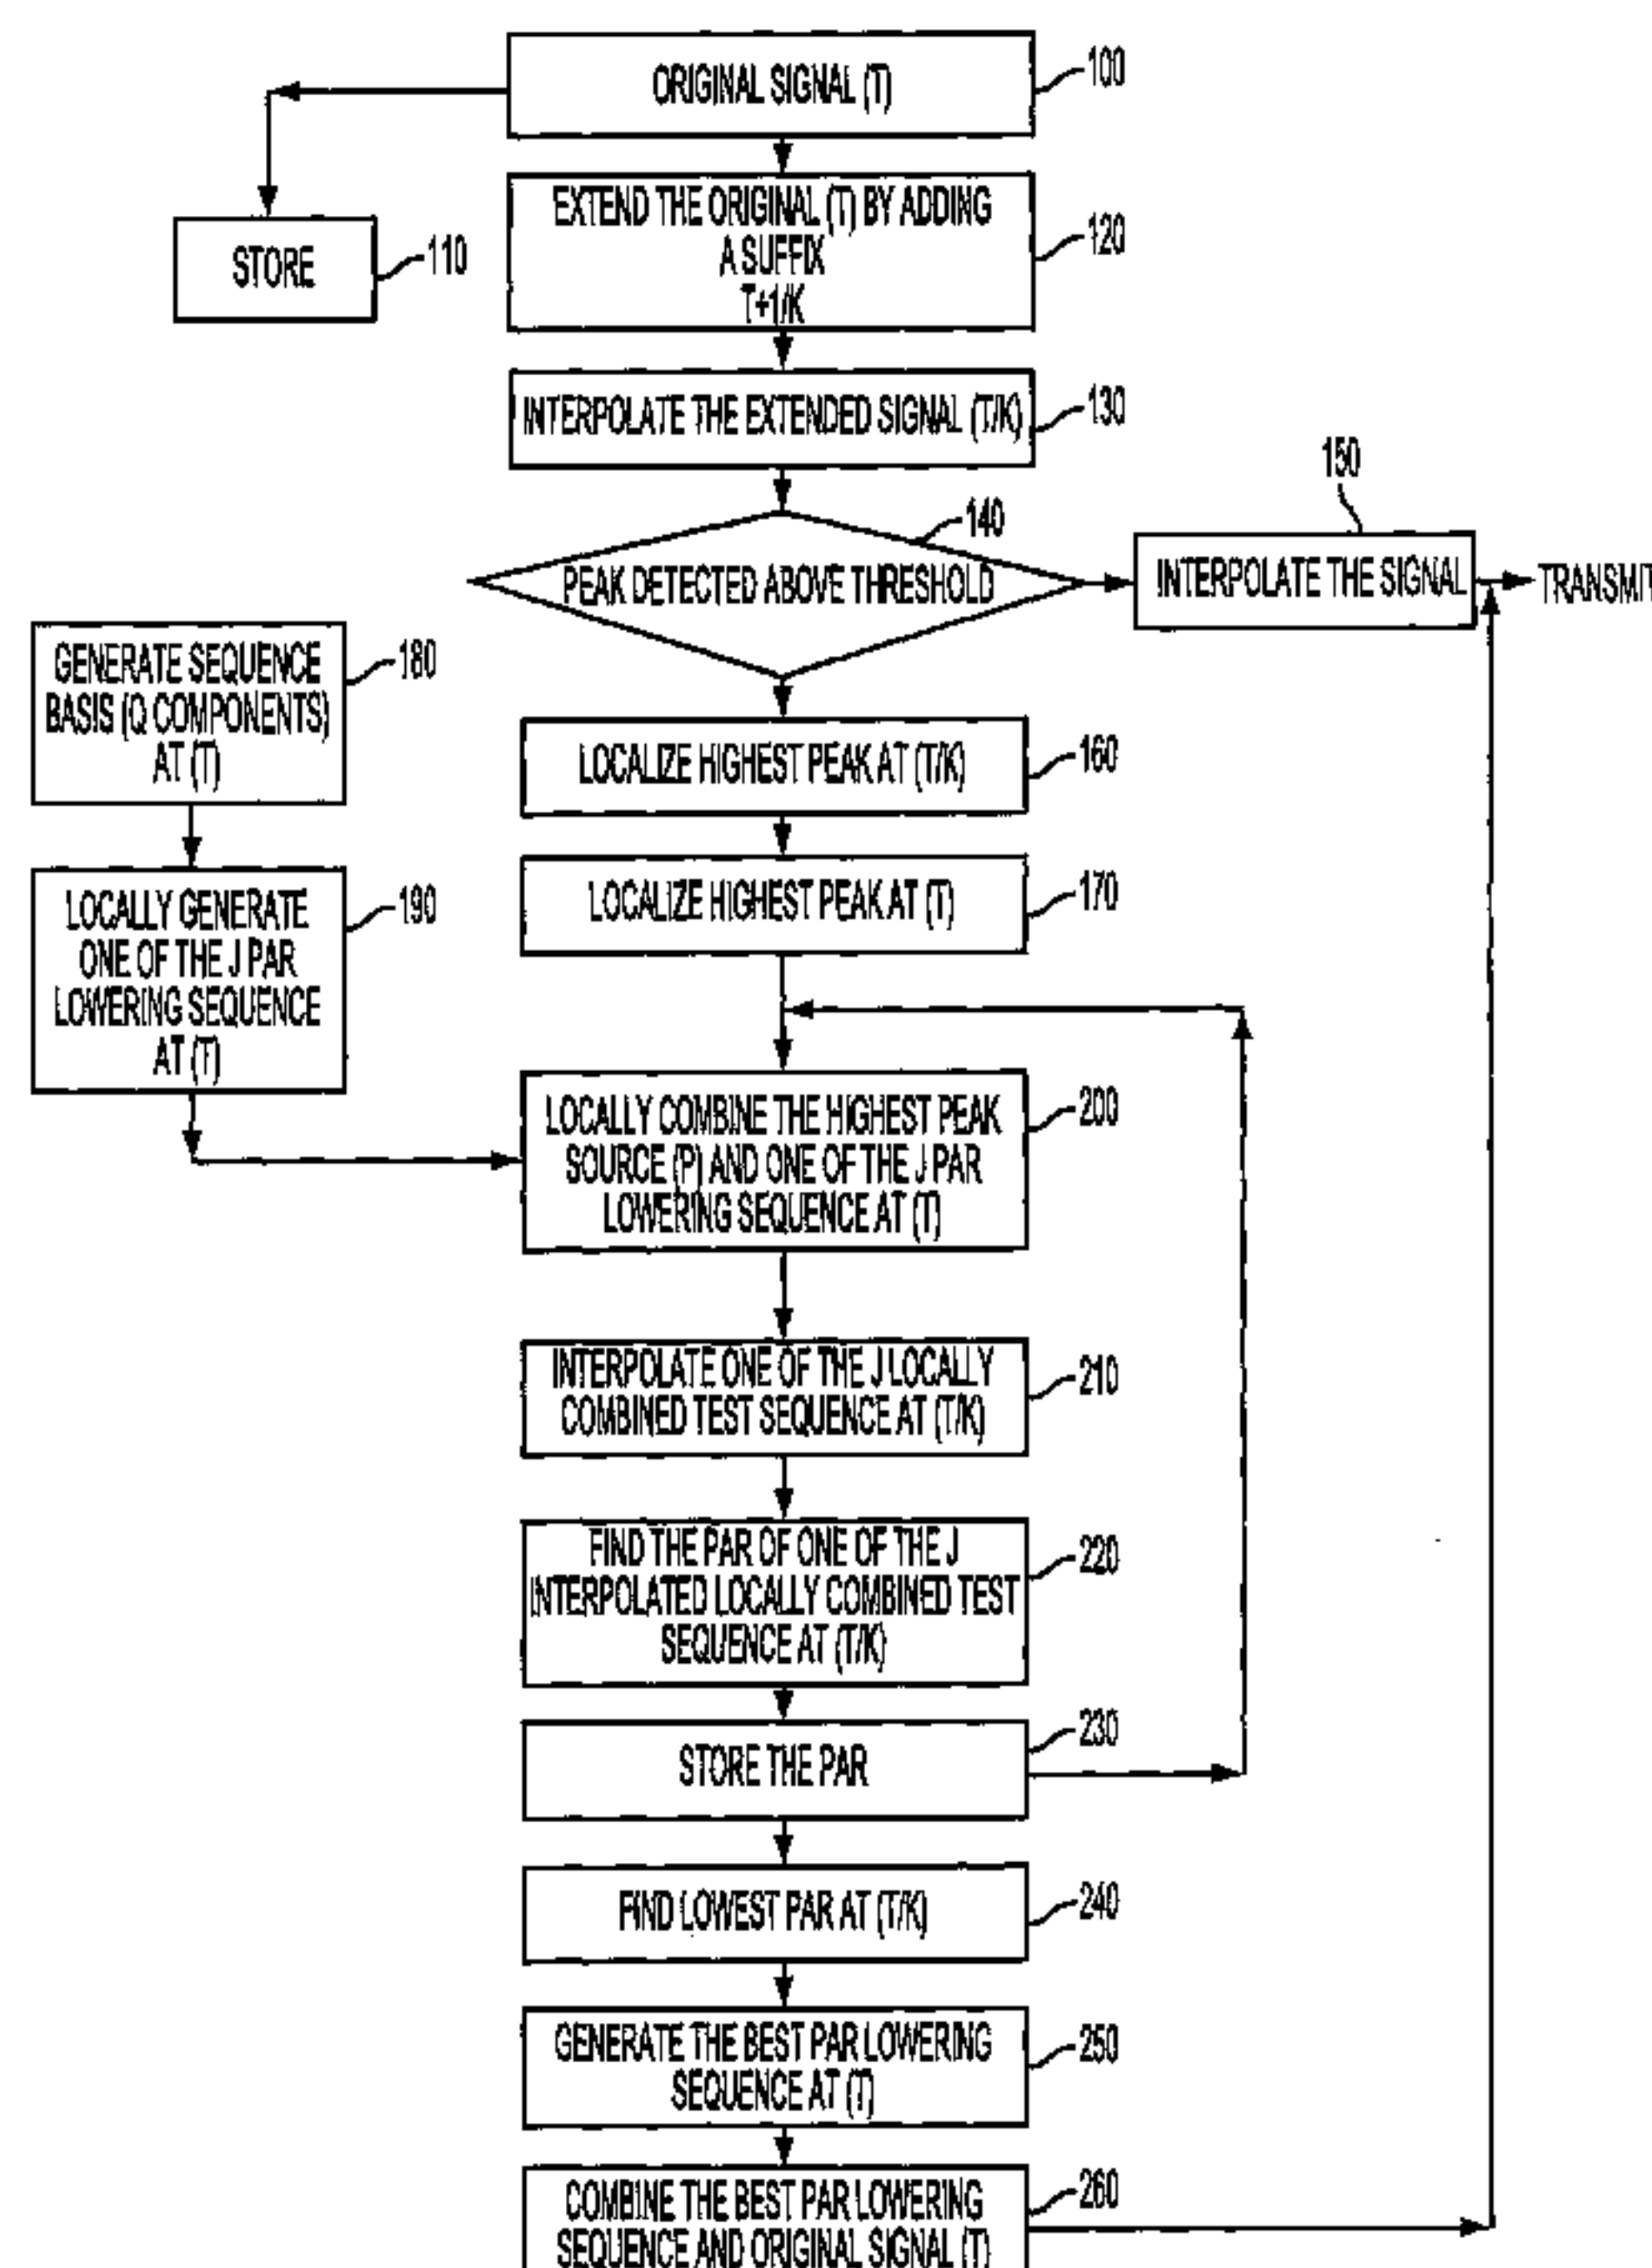 ORIGINAL SIGNAL (T)
100
EXTEND THE ORIGINAL (T) BY ADDING
A SUFFIX
T+1/K
120
STORE
110
INTERPOLATE THE EXTENDED SIGNAL (T/K)
130
PEAK DETECTED ABOVE THRESHOLD
140
150
INTERPOLATE THE SIGNAL
TRANSMIT
GENERATE SEQUENCE
BASIS (Q COMPONENTS)
AT (T)
180
LOCALIZE HIGHEST PEAK AT (T/K)
160
LOCALIZE HIGHEST PEAK AT (T)
170
LOCALLY GENERATE
ONE OF THE J PAR
LOWERING SEQUENCE
AT (T)
190
LOCALLY COMBINE THE HIGHEST PEAK
SOURCE (P) AND ONE OF THE J PAR
LOWERING SEQUENCE AT (T)
200
INTERPOLATE ONE OF THE J LOCALLY
COMBINED TEST SEQUENCE AT (T/K)
210
FIND THE PAR OF ONE OF THE J
INTERPOLATED LOCALLY COMBINED TEST
SEQUENCE AT (T/K)
220
STORE THE PAR
230
FIND LOWEST PAR AT (T/K)
240
GENERATE THE BEST PAR LOWERING
SEQUENCE AT (T)
250
COMBINE THE BEST PAR LOWERING
SEQUENCE AND ORIGINAL SIGNAL (T)
260